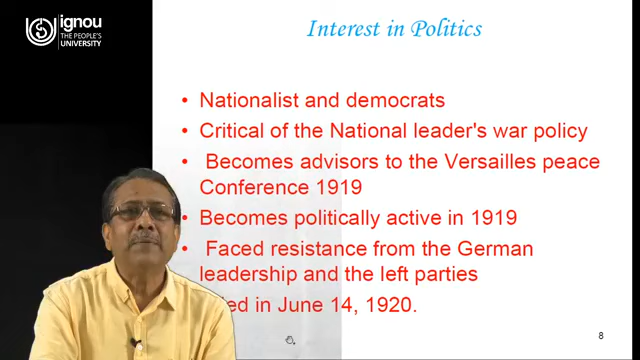 ignou
THE PEOPLE'S
UNIVERSITY
Interest in Politics
• Nationalist and democrats
• Critical of the National leader's war policy
• Becomes advisors to the Versailles peace
Conference 1919
• Becomes politically active in 1919
• Faced resistance from the German
leadership and the left parties
in June 14, 1920.
8